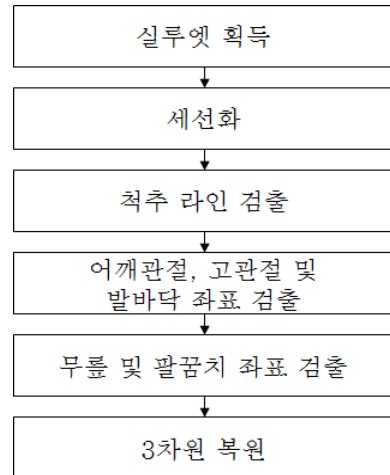 실루엣 획득
세선화
척추 라인 검출
어깨관절, 고관절 및
발바닥 좌표 검출
무릎 및 팔꿈치 좌표 검출
3차원 복원